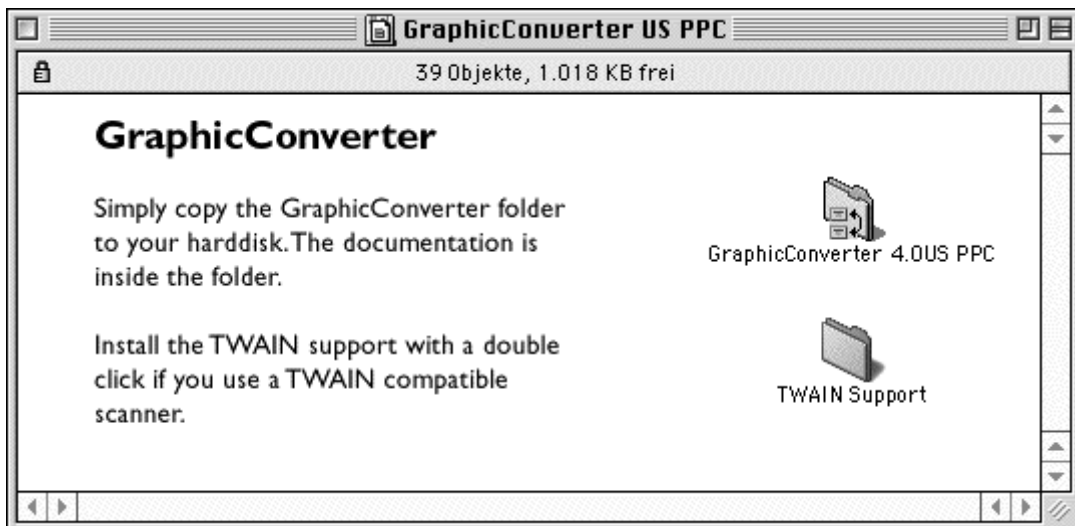 GraphicConverter US PPC
39 Objekte, 1.018 KB frei
GraphicConverter
Simply copy the GraphicConverter folder
to your harddisk. The documentation is
inside the folder.
GraphicConverter 4.0US PPC
Install the TWAIN support with a double
click if you use a TWAIN compatible
scanner.
TWAIN Support